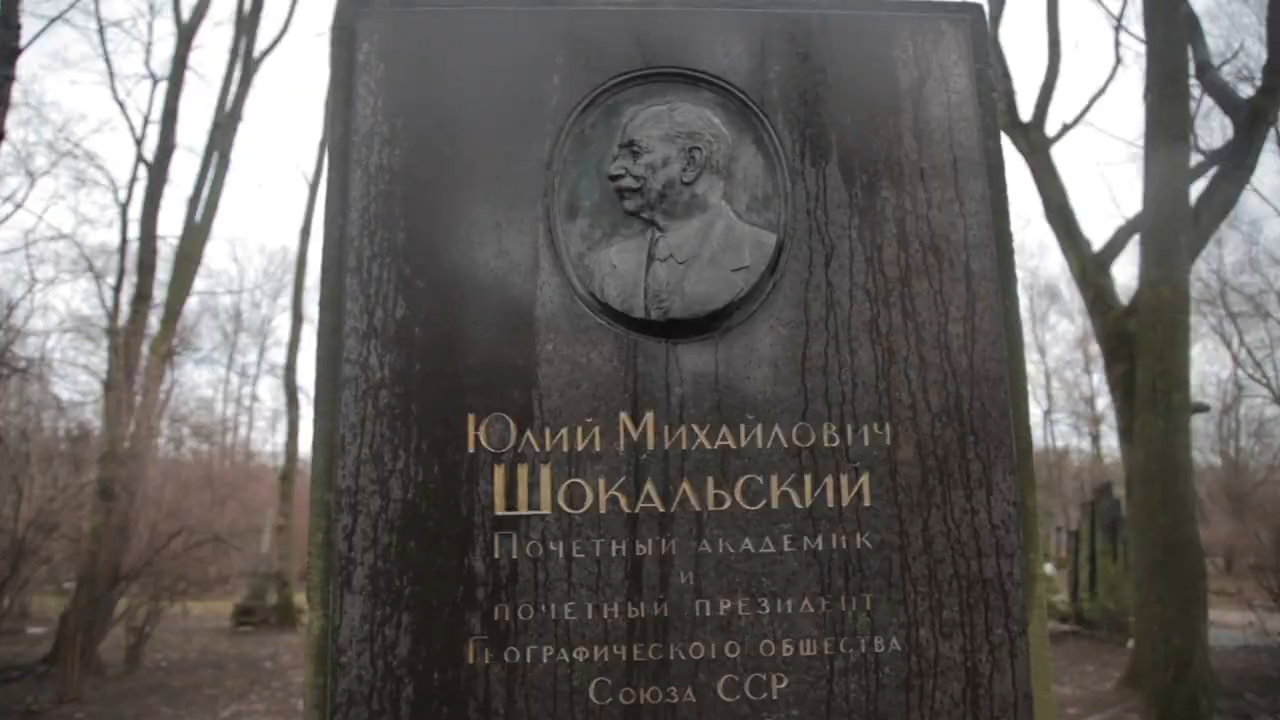 Юлий Михайлович
Шокальский
Почетный академик
и
почетный президент
Географического общества
Союза ССР